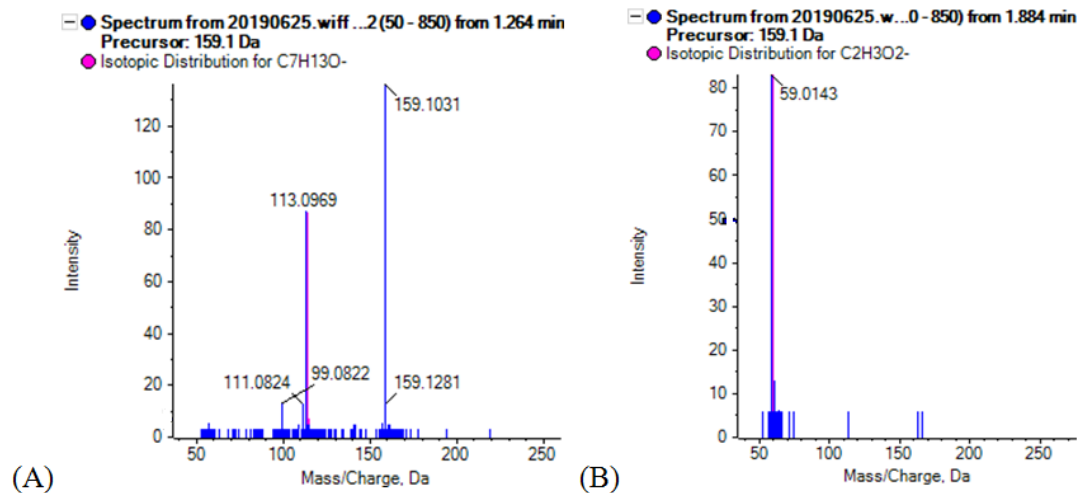 Spectrum from 20190625.wiff ...2 (50 - 850) from 1.264 min
Precursor: 159.1 Da
Isotopic Distribution for C7H13O-
159.1031
113.0969
111.0824
99.0822
159.1281
120
100
80
60
40
20
0
Intensity
50
100
150
200
250
Mass/Charge, Da
(A)
Spectrum from 20190625.w...0 - 850) from 1.884 min
Precursor: 159.1 Da
Isotopic Distribution for C2H3O2-
59.0143
80
70
60
50
40
30
20
10
0
Intensity
50
100
150
200
250
Mass/Charge, Da
(B)